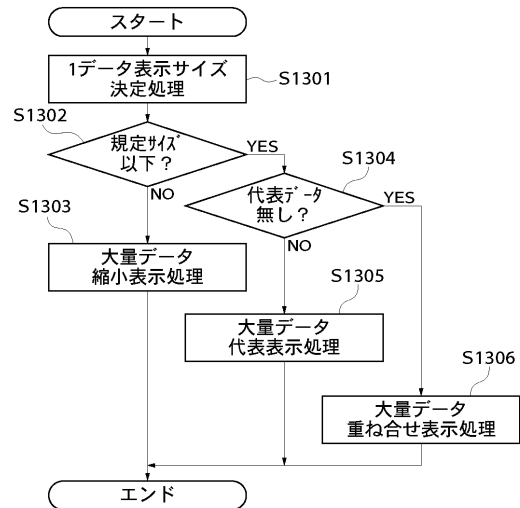 スタート
1データ表示サイズ
決定処理
S1301
S1302
規定ｻｲｽﾞ
以下？
YES
NO
S1304
代表ﾃﾞｰﾀ
無し？
YES
NO
S1303
大量データ
縮小表示処理
S1305
大量データ
代表表示処理
S1306
大量データ
重ね合せ表示処理
エンド